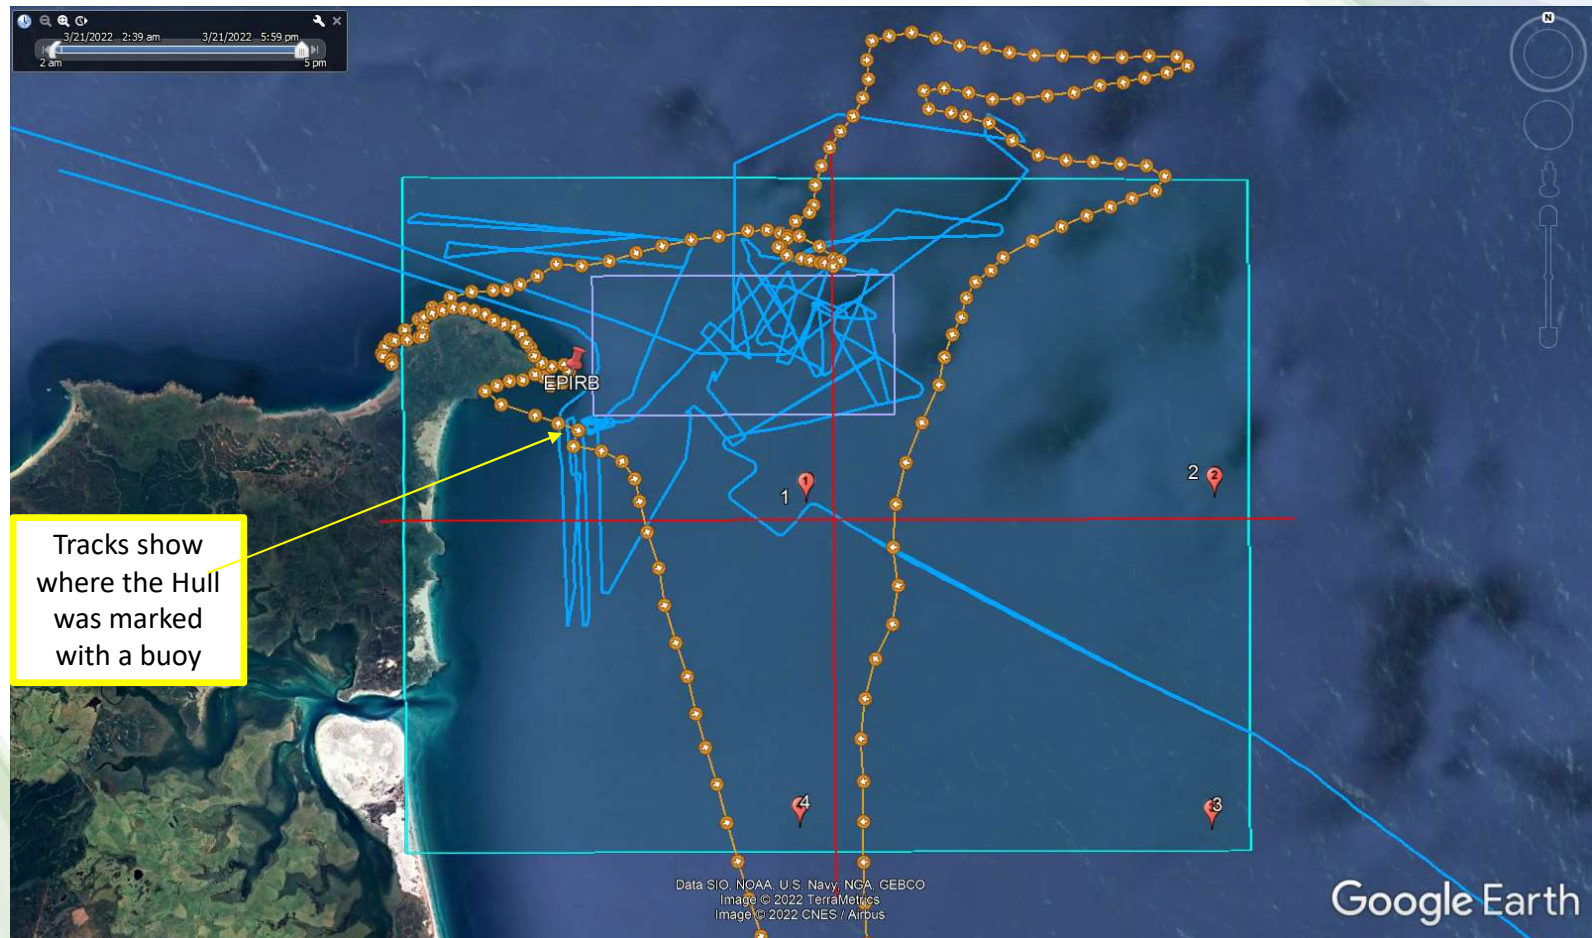 N
3/21/2022 2:39 am
3/21/2022 5:59 pm
2 am
5 pm
EPIRB
1
1
2
2
Tracks show
where the Hull
was marked
with a buoy
4
3
Data SIO, NOAA, U.S. Navy, NGA, GEBCO
Image © 2022 TerraMetrics
Image © 2022 CNES / Airbus
Google Earth